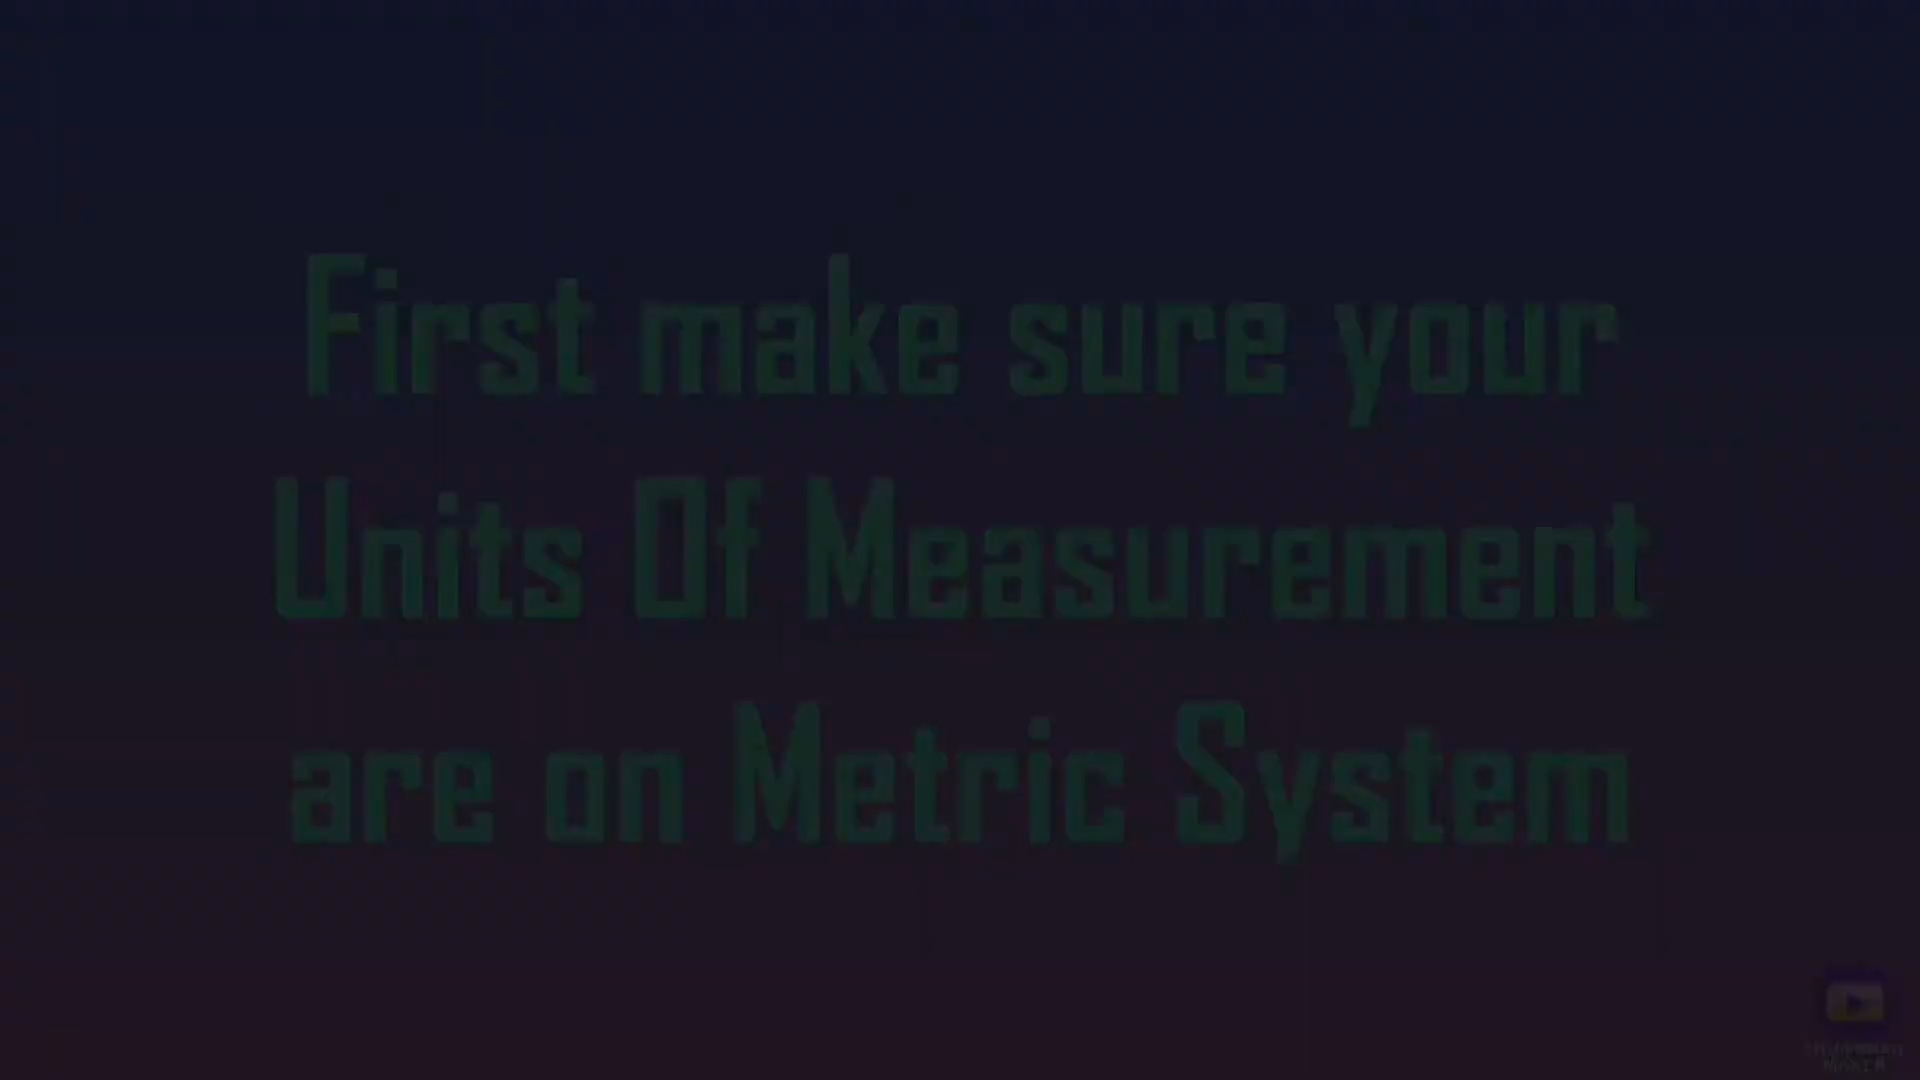 First make sure your
Units Of Measurement
are on Metric System